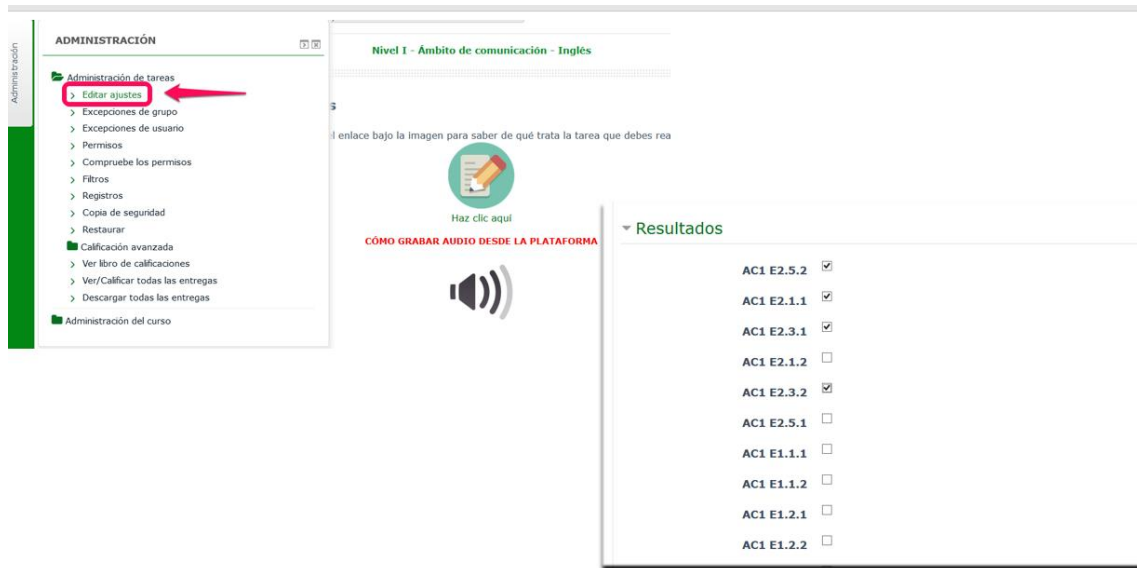 Administración
ADMINISTRACIÓN
Administración de tareas
Editar ajustes
Excepciones de grupo
Excepciones de usuario
Permisos
Compruebe los permisos
Filtros
Registros
Copia de seguridad
Restaurar
Calificación avanzada
Ver libro de calificaciones
Ver/Calificar todas las entregas
Descargar todas las entregas
Administración del curso
Nivel I - Ámbito de comunicación - Inglés
s
enlace bajo la imagen para saber de qué trata la tarea que debes rea
Haz clic aquí
CÓMO GRABAR AUDIO DESDE LA PLATAFORMA
Resultados
AC1 E2.5.2
AC1 E2.1.1
AC1 E2.3.1
AC1 E2.1.2
AC1 E2.3.2
AC1 E2.5.1
AC1 E1.1.1
AC1 E1.1.2
AC1 E1.2.1
AC1 E1.2.2